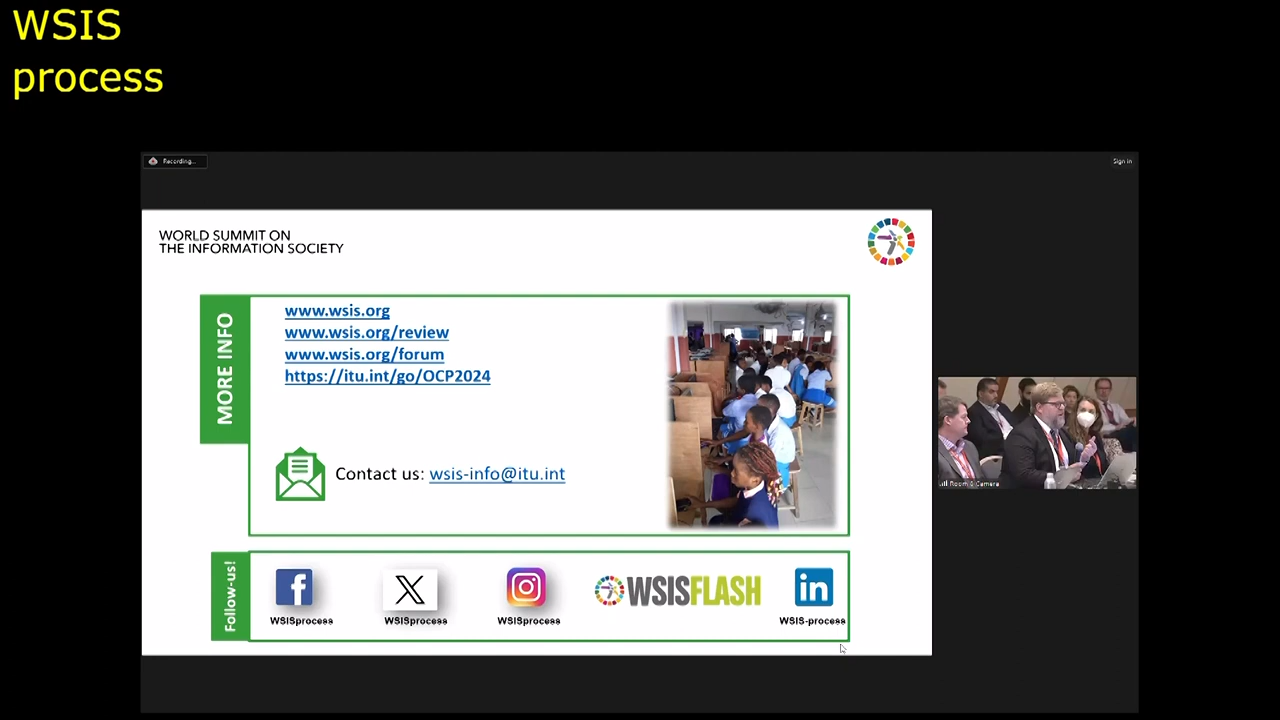 WSIS
process
Recording...
Sign in
WORLD SUMMIT ON
THE INFORMATION SOCIETY
MORE INFO
www.wsis.org
www.wsis.org/review
www.wsis.org/forum
https://itu.int/go/OCP2024
Contact us: wsis-info@itu.int
Room 6 Camera
Follow-us!
WSISFLASH
WSISprocess
WSISprocess
WSISprocess
WSIS-process